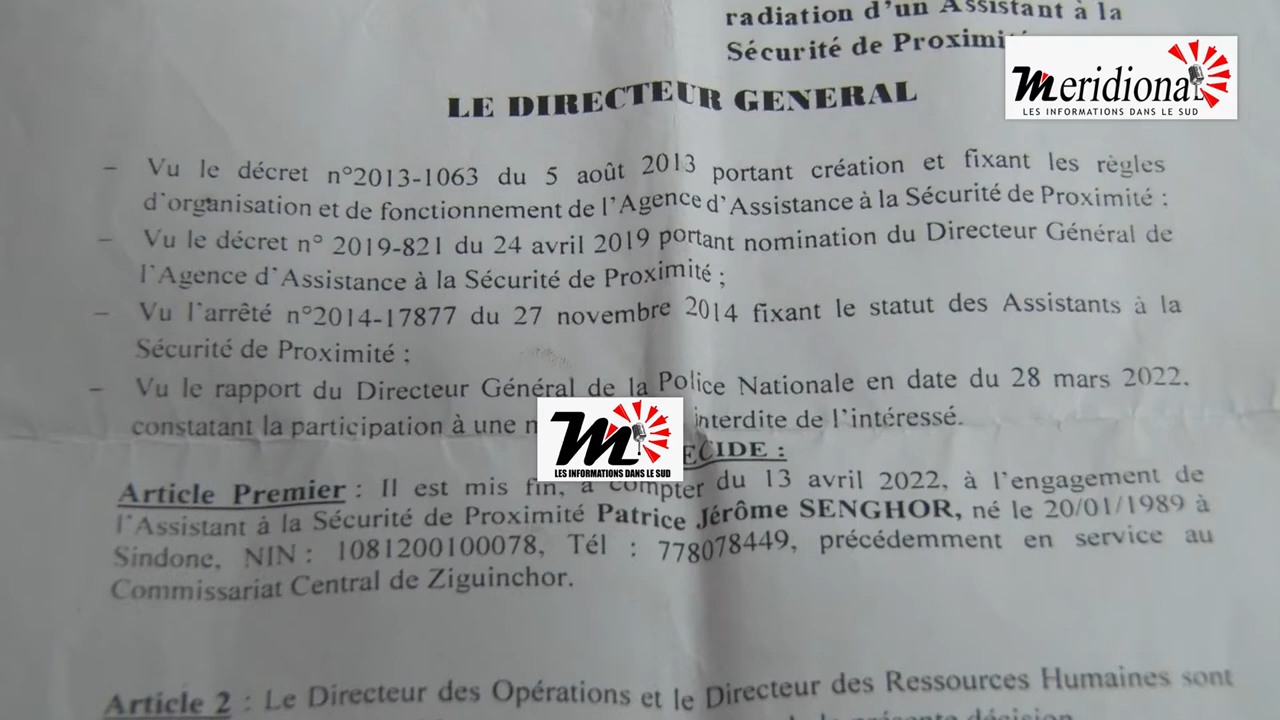 radiation d'un Assistant à la
Sécurité de
Meridional
LES INFORMATIONS DANS LE SUD
LE DIRECTEUR GENERAL
– Vu le décret n°2013-1063 du 5 août 2013 portant création et fixant les règles
d'organisation et de fonctionnement de l'Agence d'Assistance à la Sécurité de Proximité :
– Vu le décret n° 2019-821 du 24 avril 2019 portant nomination du Directeur Général de
l'Agence d'Assistance à la Sécurité de Proximité ;
– Vu l'arrêté n°2014-17877 du 27 novembre 2014 fixant le statut des Assistants à la
Sécurité de Proximité ;
– Vu le rapport du Directeur Général de la Police Nationale en date du 28 mars 2022,
constatant la participation à une interdite de l'intéressé.
M
LES INFORMATIONS DANS LE SUD
ECIDE :
Article Premier : Il est mis fin, à compter du 13 avril 2022, à l'engagement de
l'Assistant à la Sécurité de Proximité Patrice Jérôme SENGHOR, né le 20/01/1989 à
Sindone, NIN : 1081200100078, Tél : 778078449, précédemment en service au
Commissariat Central de Ziguinchor.
Article 2 : Le Directeur des Opérations et le Directeur des Ressources Humaines sont
présente décision